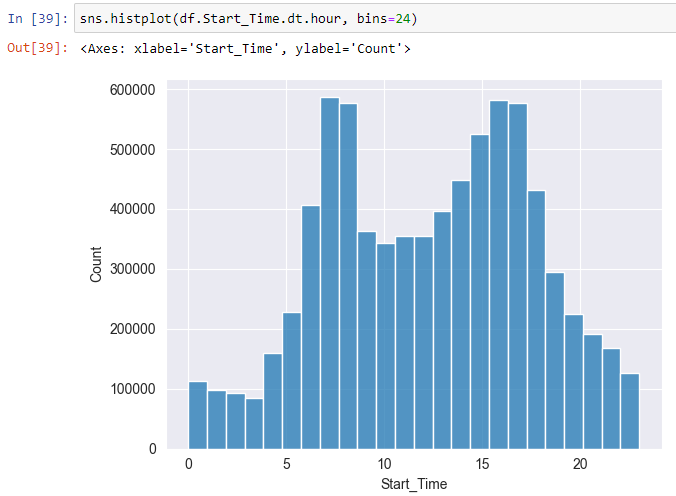 In [39]: sns.histplot(df.Start_Time.dt.hour, bins=24)
Out[39]: <Axes: xlabel='Start_Time', ylabel='Count'>
600000
500000
400000
300000
200000
100000
0
Count
0 5 10 15 20
Start_Time